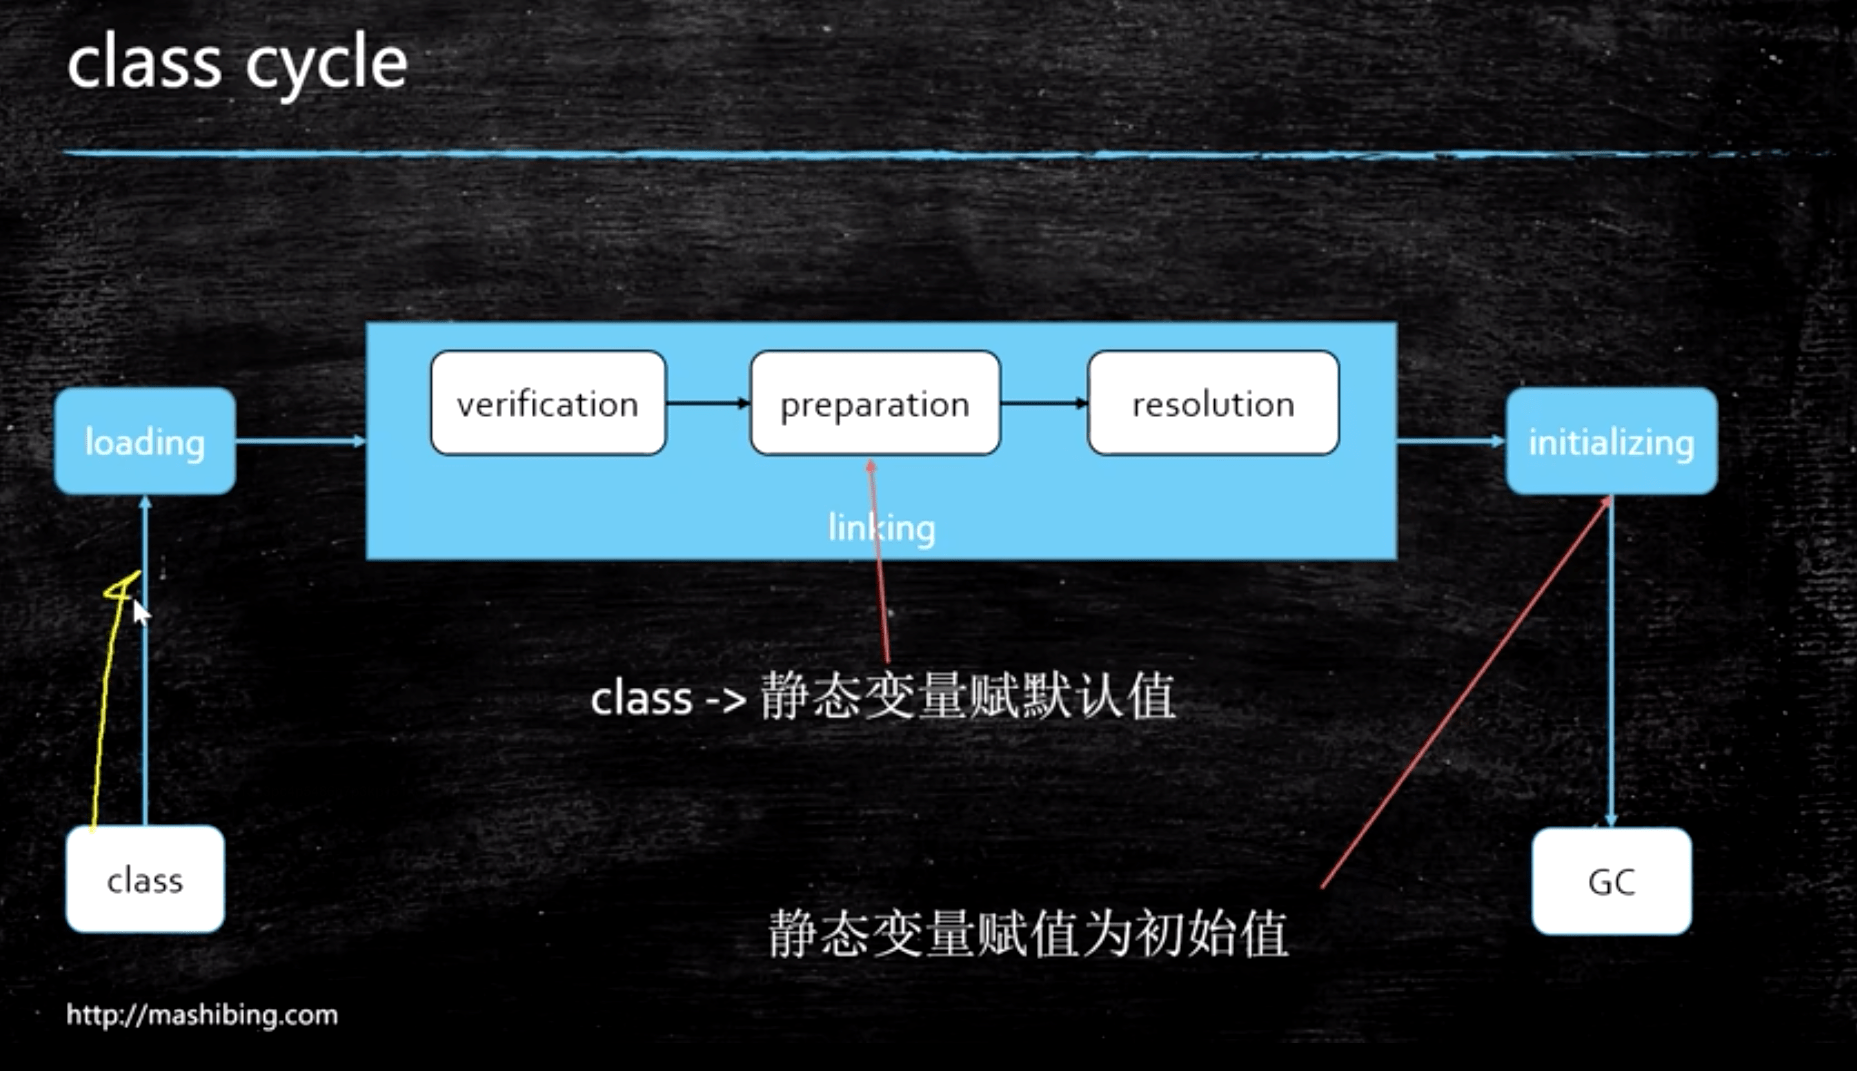 class cycle
verification
preparation
resolution
loading
linking
initializing
class -> 静态变量赋默认值
class
GC
静态变量赋值为初始值
http://mashibing.com